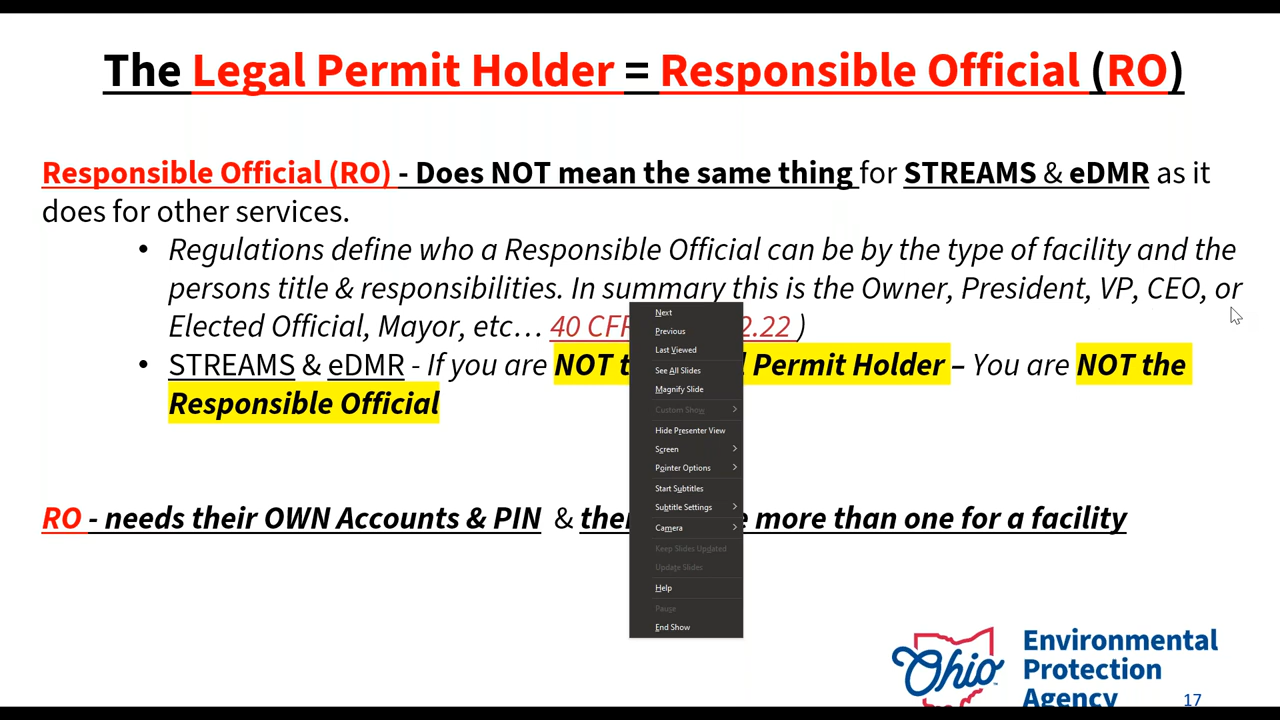 The Legal Permit Holder = Responsible Official (RO)
Responsible Official (RO) - Does NOT mean the same thing for STREAMS & eDMR as it
does for other services.
• Regulations define who a Responsible Official can be by the type of facility and the
persons title & responsibilities. In summary this is the Owner, President, VP, CEO, or
Elected Official, Mayor, etc… 40 CFR 2.22 )
• STREAMS & eDMR - If you are NOT Permit Holder – You are NOT the
Responsible Official
RO - needs their OWN Accounts & PIN & more than one for a facility
Next
Previous
Last Viewed
See All Slides
Magnify Slide
Custom Show
Hide Presenter View
Screen
Pointer Options
Start Subtitles
Subtitle Settings
Camera
Keep Slides Updated
Update Slides
Help
Pause
End Show
Ohio
Environmental
Protection
Agency
17